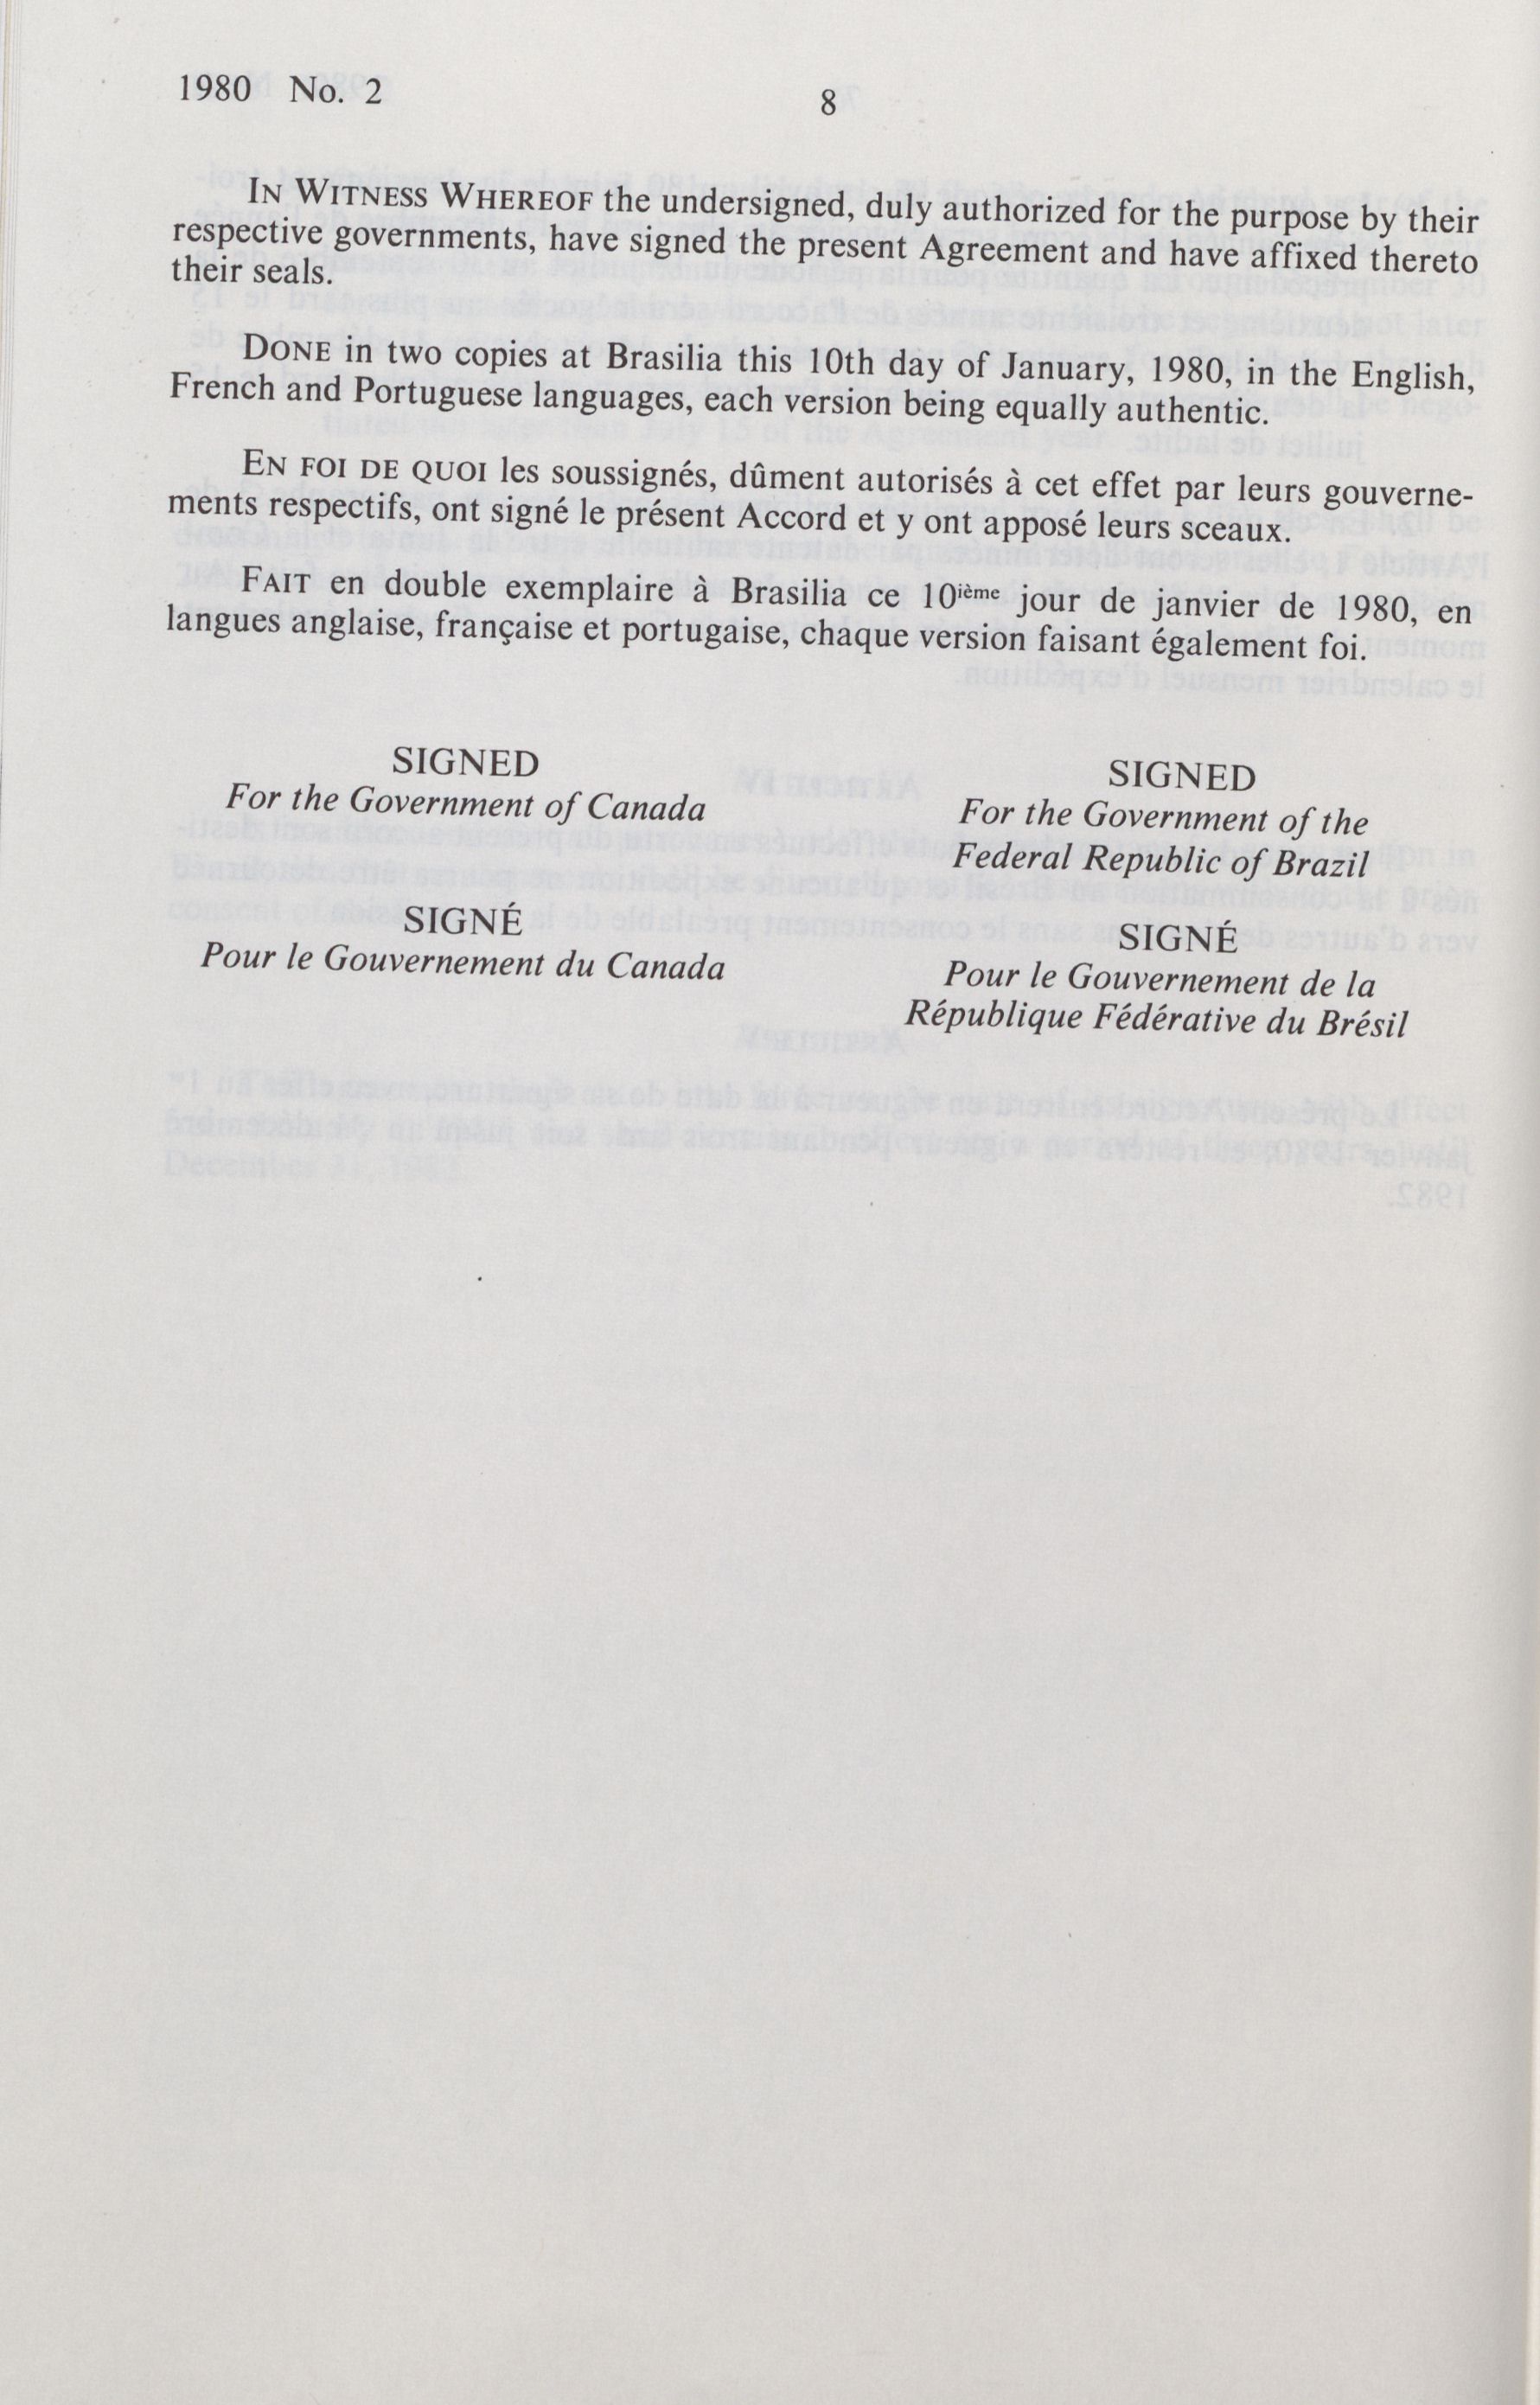 1980 No. 2
8
IN WITNESS WHEREOF the undersigned, duly authorized for the purpose by their
respective governments, have signed the present Agreement and have affixed thereto
their seals.
DONE in two copies at Brasilia this 10th day of January, 1980, in the English,
French and Portuguese languages, each version being equally authentic.
EN FOI DE QUOI les soussignés, dûment autorisés à cet effet par leurs gouverne-
ments respectifs, ont signé le présent Accord et y ont apposé leurs sceaux.
FAIT en double exemplaire à Brasilia ce 10ième jour de janvier de 1980, en
langues anglaise, française et portugaise, chaque version faisant également foi.
SIGNED
For the Government of Canada
SIGNÉ
Pour le Gouvernement du Canada
SIGNED
For the Government of the
Federal Republic of Brazil
SIGNÉ
Pour le Gouvernement de la
République Fédérative du Brésil